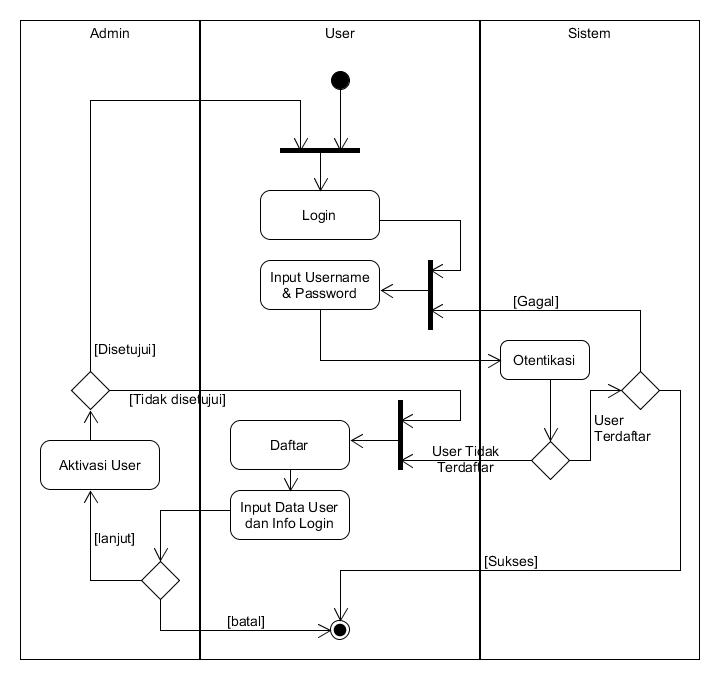 Admin
User
Sistem
Login
Input Username
& Password
[Gagal]
Otentikasi
[Disetujui]
[Tidak disetujui]
User
Terdaftar
Daftar
User Tidak
Terdaftar
Aktivasi User
Input Data User
dan Info Login
[lanjut]
[Sukses]
[batal]